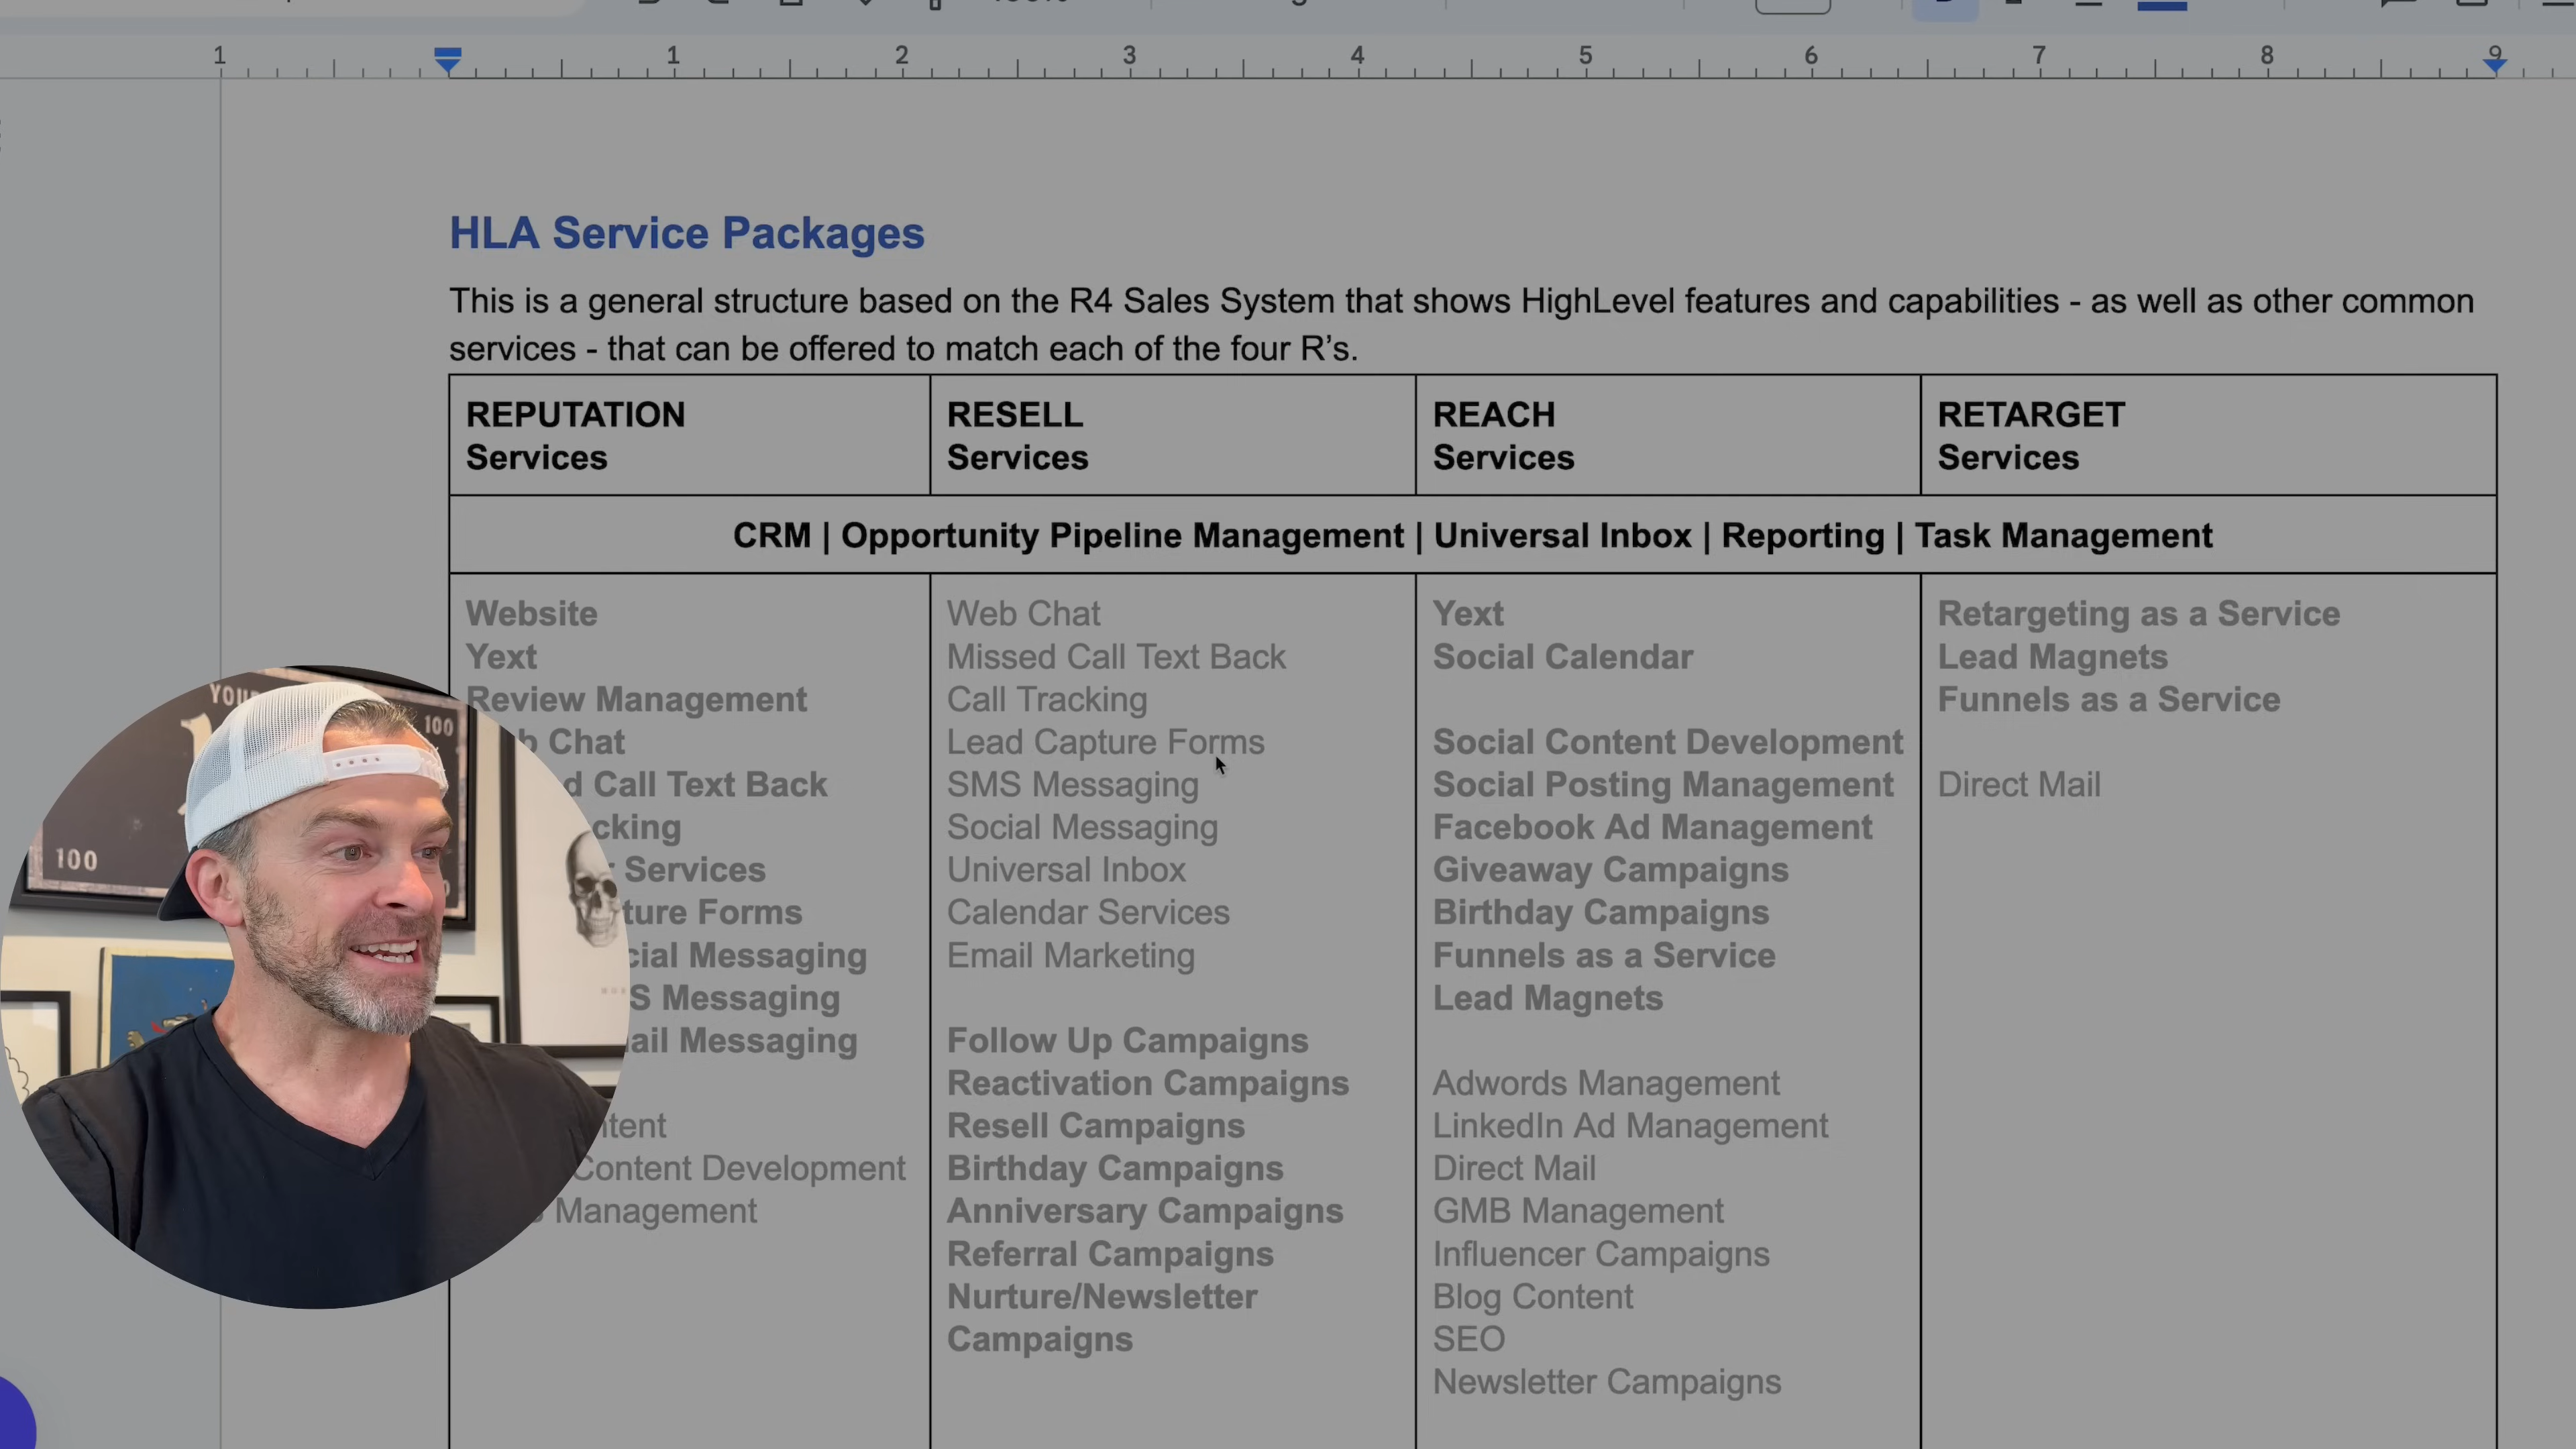 1 1 2 3 4 5 6 7 8 9
HLA Service Packages
This is a general structure based on the R4 Sales System that shows HighLevel features and capabilities - as well as other common
services - that can be offered to match each of the four R’s.
REPUTATION
Services
RESELL
Services
REACH
Services
RETARGET
Services
CRM | Opportunity Pipeline Management | Universal Inbox | Reporting | Task Management
Website
Yext
Review Management
Chat
Call Text Back
Services
Forms
Messaging
Messaging
Messaging
Content Development
Management
Web Chat
Missed Call Text Back
Call Tracking
Lead Capture Forms
SMS Messaging
Social Messaging
Universal Inbox
Calendar Services
Email Marketing
Follow Up Campaigns
Reactivation Campaigns
Resell Campaigns
Birthday Campaigns
Anniversary Campaigns
Referral Campaigns
Nurture/Newsletter
Campaigns
Yext
Social Calendar
Social Content Development
Social Posting Management
Facebook Ad Management
Giveaway Campaigns
Birthday Campaigns
Funnels as a Service
Lead Magnets
Adwords Management
LinkedIn Ad Management
Direct Mail
GMB Management
Influencer Campaigns
Blog Content
SEO
Newsletter Campaigns
Retargeting as a Service
Lead Magnets
Funnels as a Service
Direct Mail
100
100